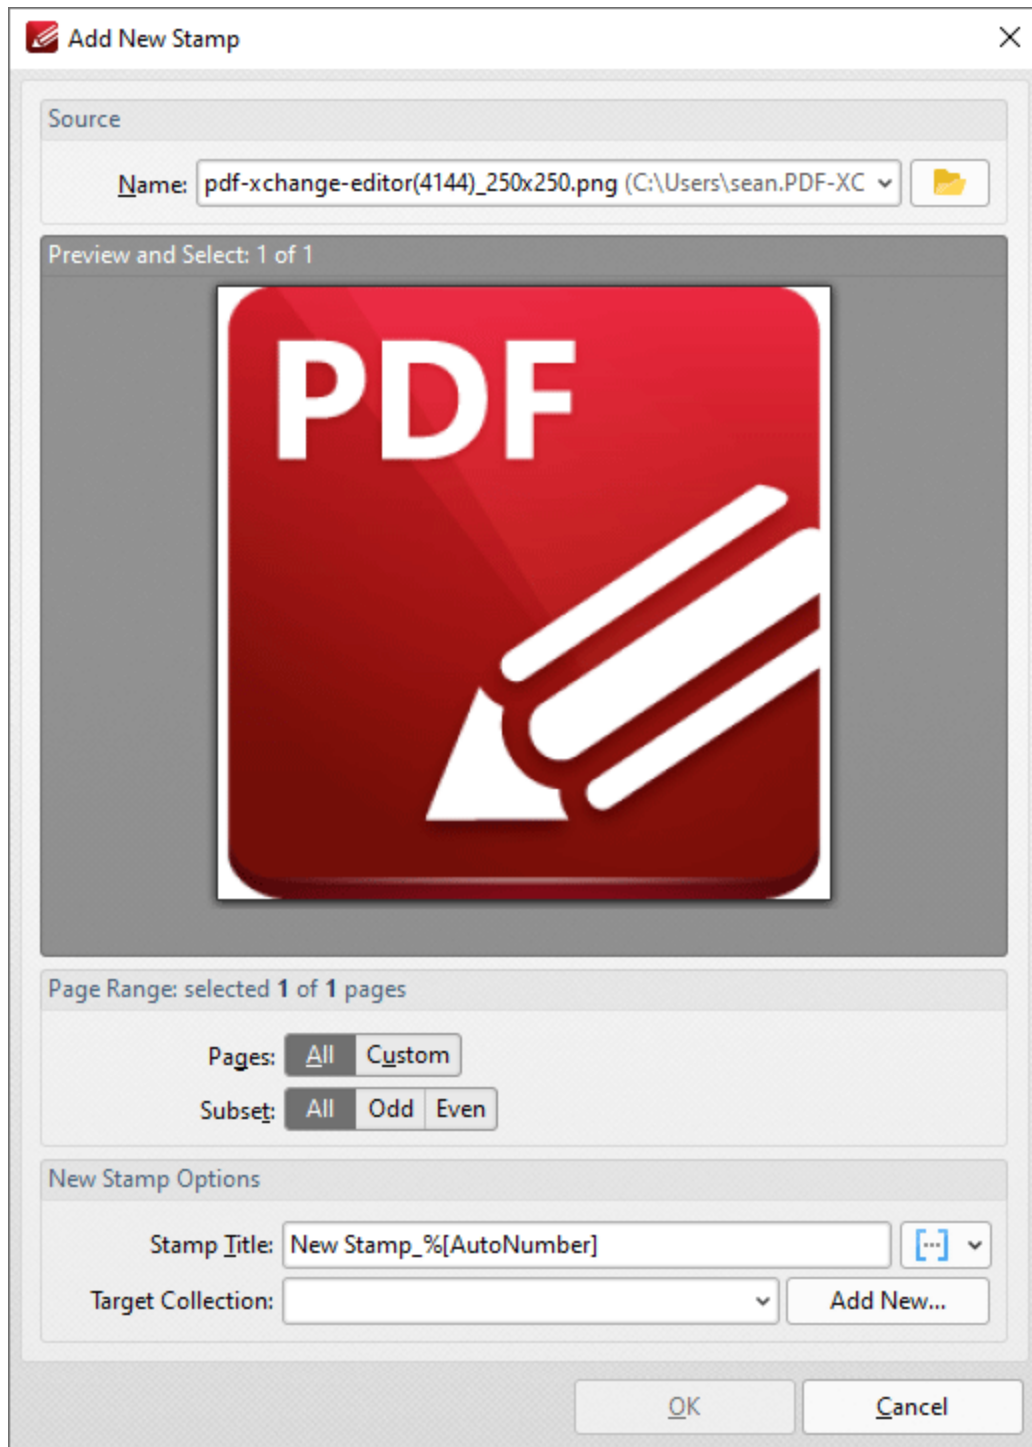 Add New Stamp
Source
Name: pdf-xchange-editor(4144)_250x250.png (C:\Users\sean.PDF-XC
Preview and Select: 1 of 1
PDF
Page Range: selected 1 of 1 pages
Pages: All Custom
Subset: All Odd Even
New Stamp Options
Stamp Title: New Stamp_%[AutoNumber]
Target Collection: Add New...
OK Cancel